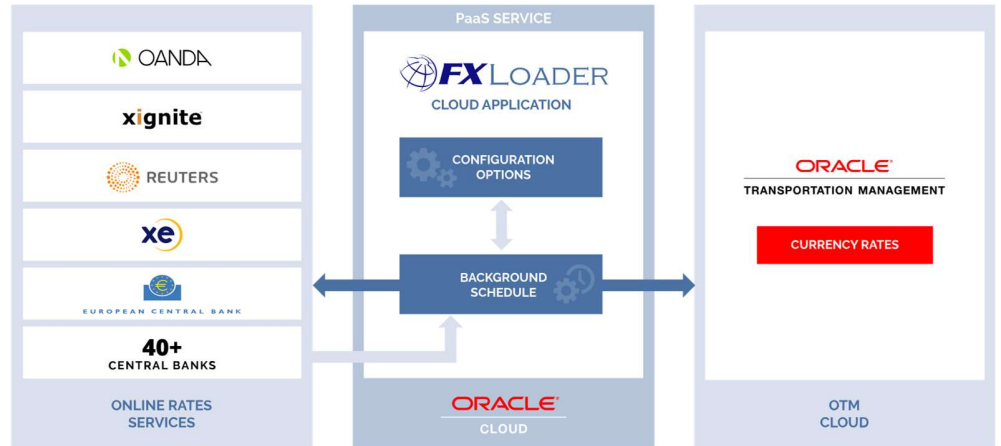 OANDA
xignite
REUTERS
xe
EUROPEAN CENTRAL BANK
40+
CENTRAL BANKS
ONLINE RATES
SERVICES
PaaS SERVICE
FXLOADER
CLOUD APPLICATION
CONFIGURATION
OPTIONS
BACKGROUND
SCHEDULE
ORACLE
CLOUD
ORACLE
TRANSPORTATION MANAGEMENT
CURRENCY RATES
OTM
CLOUD